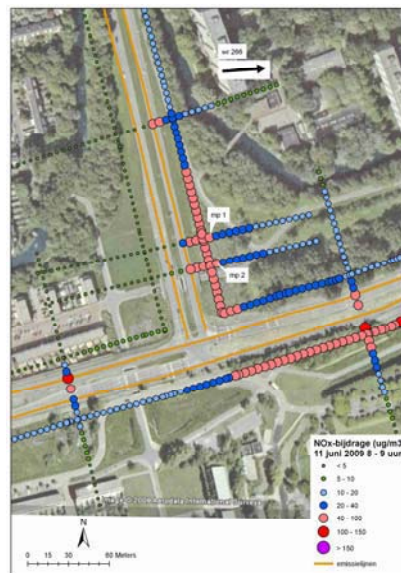 wr 266
mp 1
mp 2
NOx-bijdrage (ug/m3)
11 juni 2009 8 - 9 uur
< 5
5 - 10
10 - 20
20 - 40
40 - 100
100 - 150
> 150
emissielijnen
N
0 15 30 60 Meters